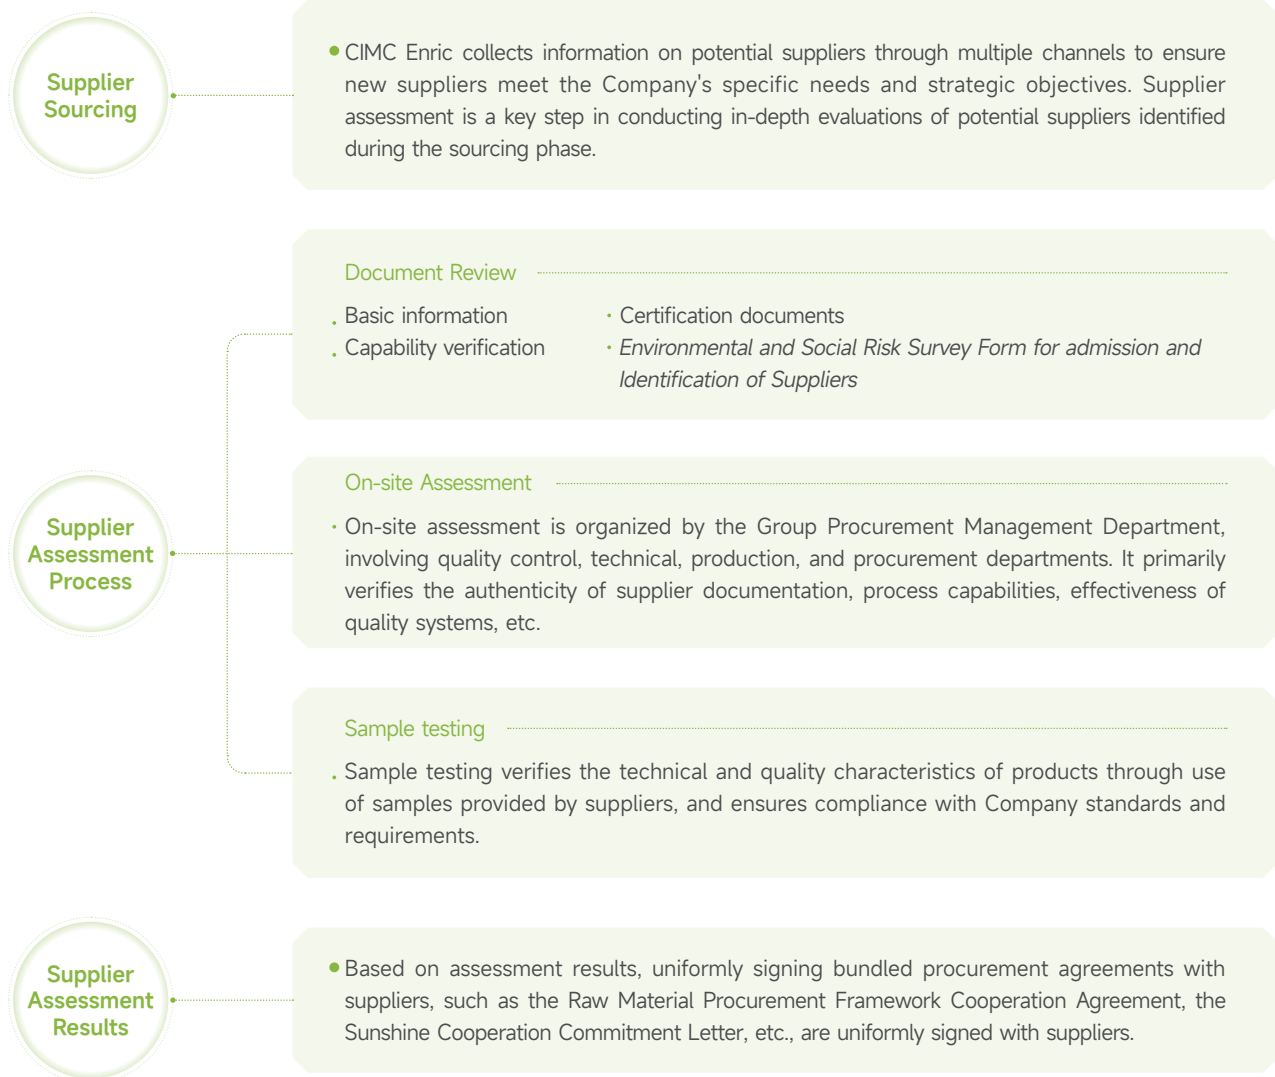 Supplier
Sourcing
● CIMC Enric collects information on potential suppliers through multiple channels to ensure
new suppliers meet the Company's specific needs and strategic objectives. Supplier
assessment is a key step in conducting in-depth evaluations of potential suppliers identified
during the sourcing phase.
Supplier
Assessment
Process
Document Review
· Basic information
· Capability verification
· Certification documents
· Environmental and Social Risk Survey Form for admission and
Identification of Suppliers
On-site Assessment
· On-site assessment is organized by the Group Procurement Management Department,
involving quality control, technical, production, and procurement departments. It primarily
verifies the authenticity of supplier documentation, process capabilities, effectiveness of
quality systems, etc.
Sample testing
· Sample testing verifies the technical and quality characteristics of products through use
of samples provided by suppliers, and ensures compliance with Company standards and
requirements.
Supplier
Assessment
Results
● Based on assessment results, uniformly signing bundled procurement agreements with
suppliers, such as the Raw Material Procurement Framework Cooperation Agreement, the
Sunshine Cooperation Commitment Letter, etc., are uniformly signed with suppliers.